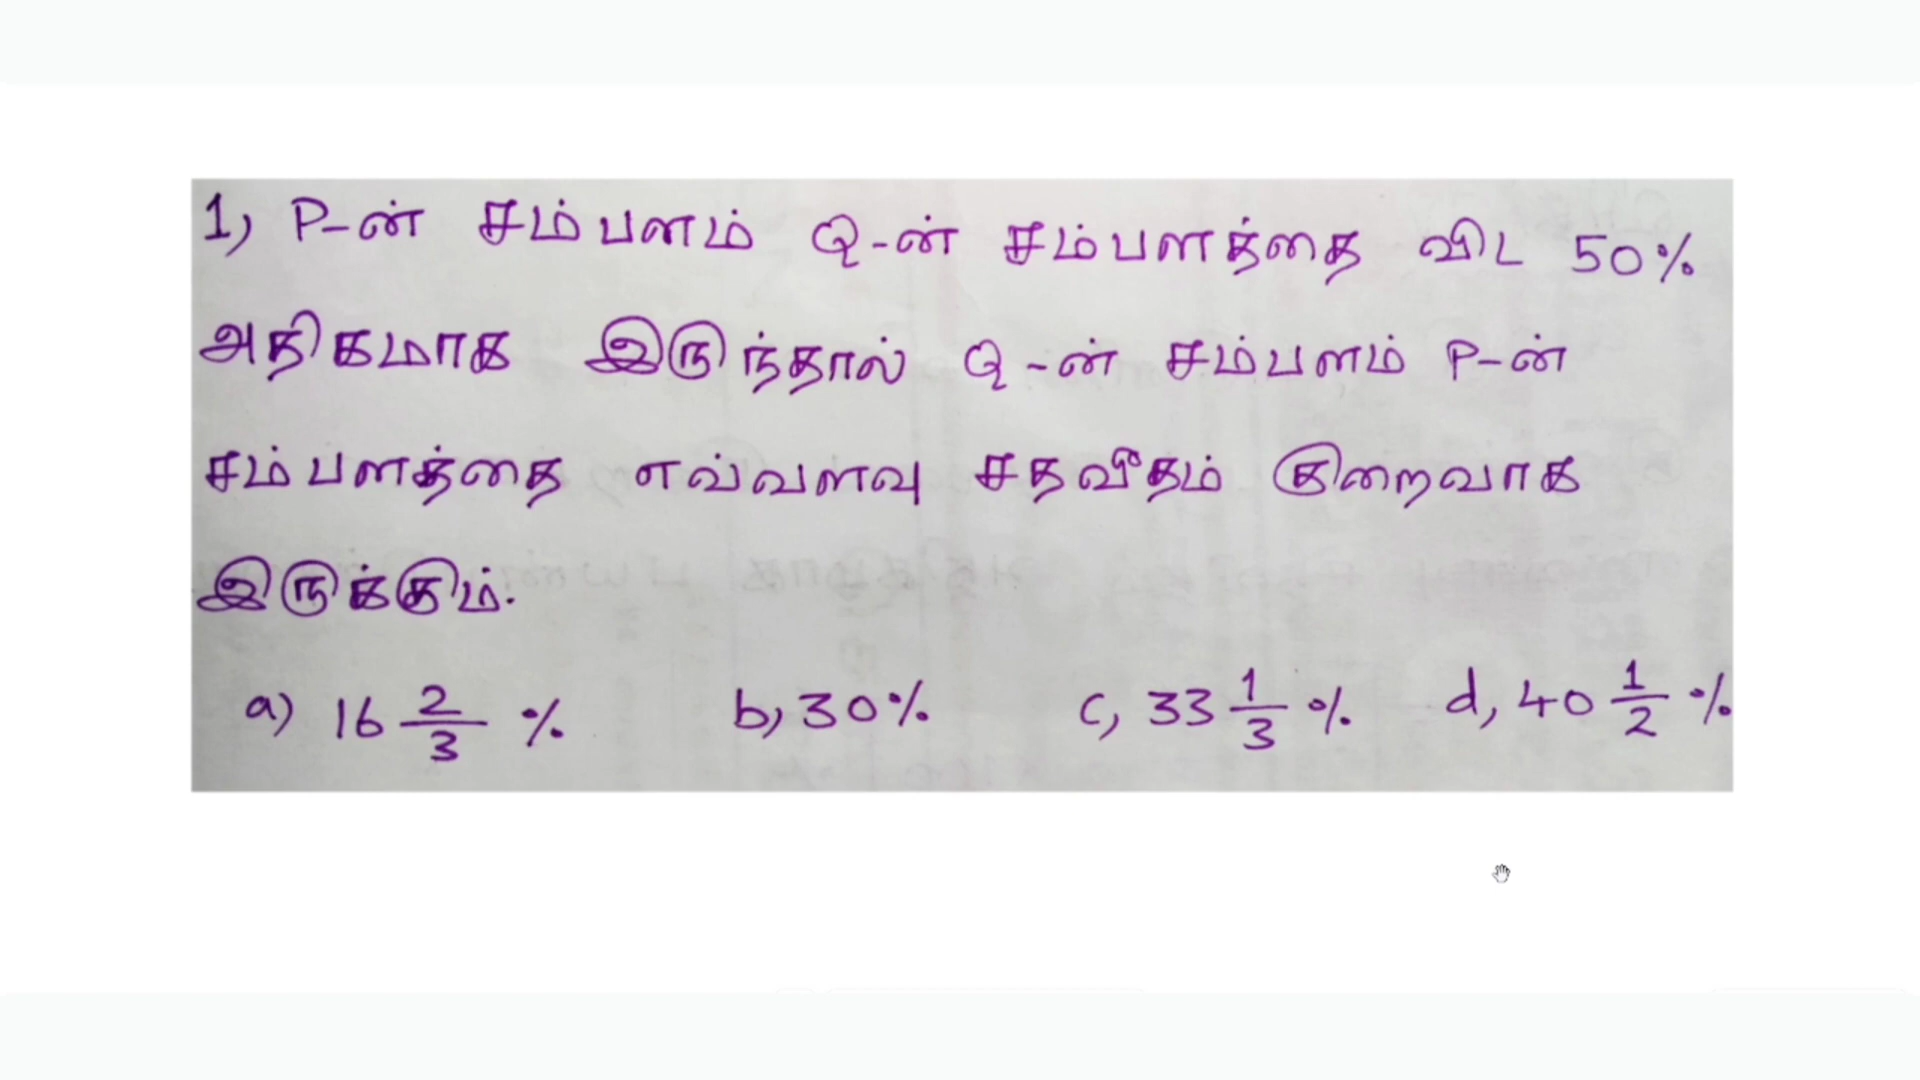 1) P-ன் சம்பளம் Q-ன் சம்பளத்தை விட 50%
அதிகமாக இருந்தால் Q-ன் சம்பளம் P-ன்
சம்பளத்தை எவ்வளவு சதவீதம் குறைவாக
இருக்கும்.
a) 16 2/3 % b, 30% c, 33 1/3 % d, 40 1/2 %